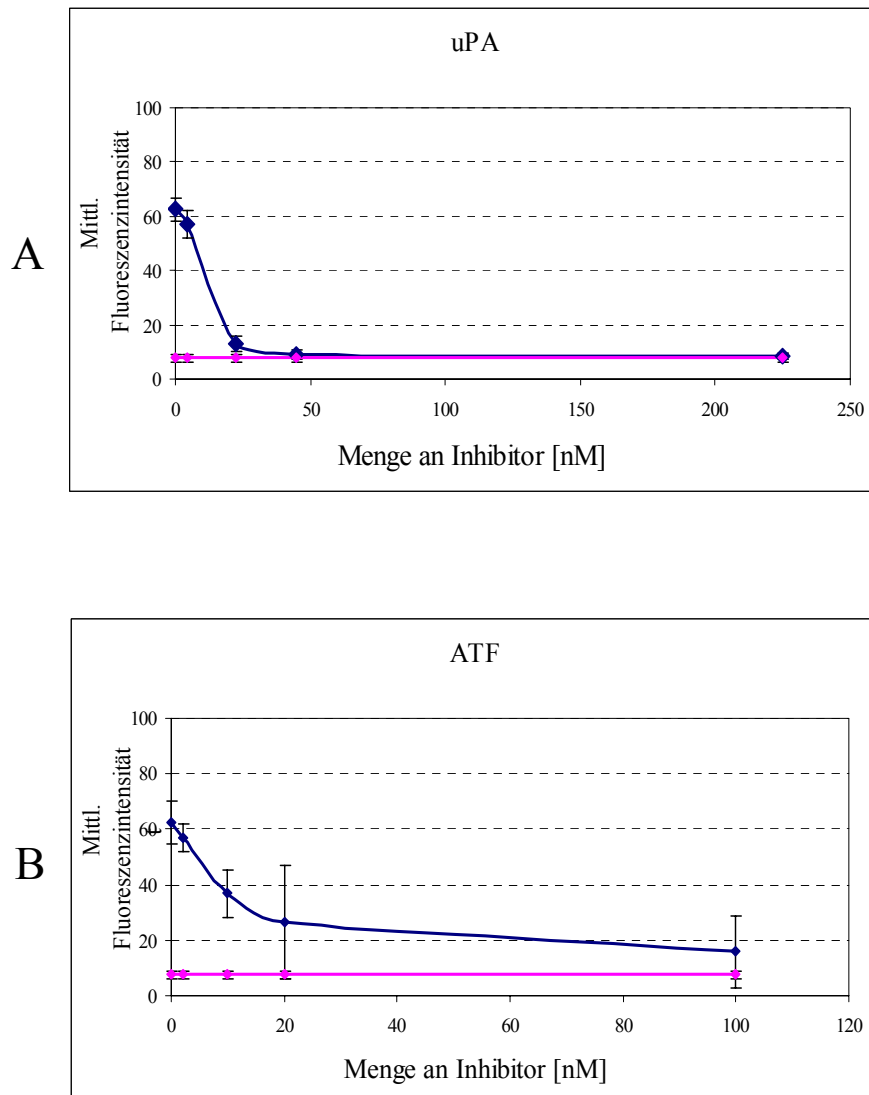 uPA
A
Mittl.
Fluoreszenzintensität
100
80
60
40
20
0
0 50 100 150 200 250
Menge an Inhibitor [nM]
ATF
B
Mittl.
Fluoreszenzintensität
100
80
60
40
20
0
0 20 40 60 80 100 120
Menge an Inhibitor [nM]